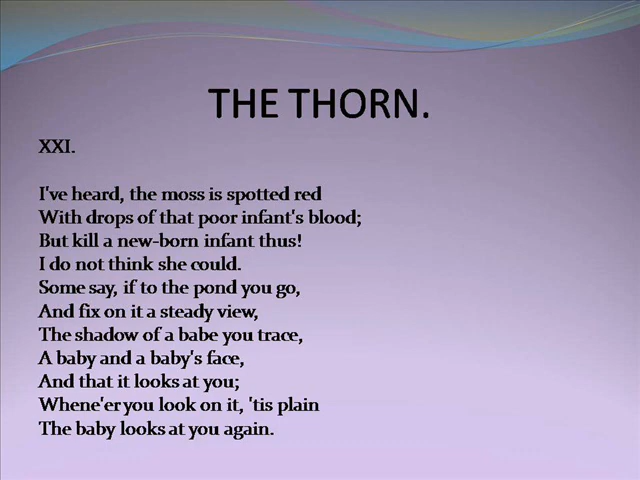 THE THORN.
XXI.
I've heard, the moss is spotted red
With drops of that poor infant's blood;
But kill a new-born infant thus!
I do not think she could.
Some say, if to the pond you go,
And fix on it a steady view,
The shadow of a babe you trace,
A baby and a baby's face,
And that it looks at you;
Whene'er you look on it, 'tis plain
The baby looks at you again.